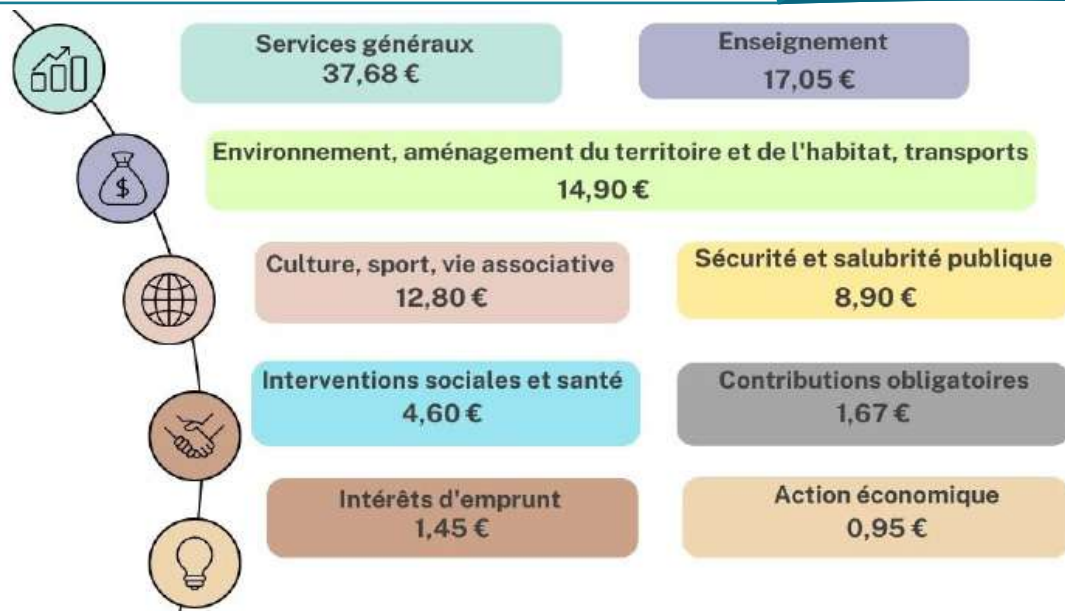 Services généraux
37,68 €
Enseignement
17,05 €
Environnement, aménagement du territoire et de l'habitat, transports
14,90 €
Culture, sport, vie associative
12,80 €
Sécurité et salubrité publique
8,90 €
Interventions sociales et santé
4,60 €
Contributions obligatoires
1,67 €
Intérêts d'emprunt
1,45 €
Action économique
0,95 €
$